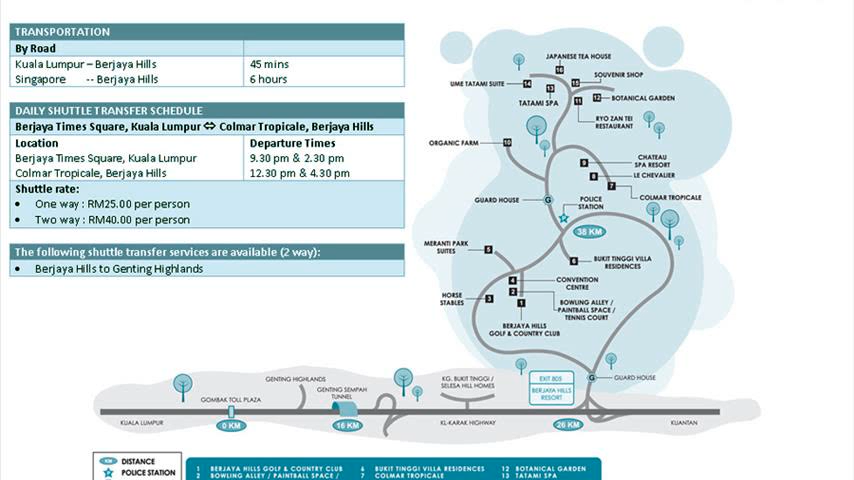 TRANSPORTATION
By Road
Kuala Lumpur – Berjaya Hills 45 mins
Singapore -- Berjaya Hills 6 hours
DAILY SHUTTLE TRANSFER SCHEDULE
Berjaya Times Square, Kuala Lumpur ⇔ Colmar Tropicale, Berjaya Hills
Location Departure Times
Berjaya Times Square, Kuala Lumpur 9.30 pm & 2.30 pm
Colmar Tropicale, Berjaya Hills 12.30 pm & 4.30 pm
Shuttle rate:
• One way : RM25.00 per person
• Two way : RM40.00 per person
The following shuttle transfer services are available (2 way):
• Berjaya Hills to Genting Highlands
JAPANESE TEA HOUSE
16
SOUVENIR SHOP
15
UME TATAMI SUITE 14
13
TATAMI SPA
12 BOTANICAL GARDEN
11
RYO ZAN TEI
RESTAURANT
ORGANIC FARM 10
9 CHATEAU
SPA RESORT
8 LE CHEVALIER
7
COLMAR TROPICALE
GUARD HOUSE G
POLICE
STATION
38 KM
MERANTI PARK
SUITES
5
6 BUKIT TINGGI VILLA
RESIDENCES
4 CONVENTION
CENTRE
HORSE
STABLES
3
2 BOWLING ALLEY /
PAINTBALL SPACE /
TENNIS COURT
1
BERJAYA HILLS
GOLF & COUNTRY CLUB
GENTING HIGHLANDS
GENTING SEMPAH
TUNNEL
GOMBAK TOLL PLAZA
KG. BUKIT TINGGI /
SELESA HILL HOMES
EXIT 805
BERJAYA HILLS
RESORT
G GUARD HOUSE
KUALA LUMPUR
0 KM
16 KM
KL-KARAK HIGHWAY
26 KM
KUANTAN
KM DISTANCE
POLICE STATION
1 BERJAYA HILLS GOLF & COUNTRY CLUB
2 BOWLING ALLEY / PAINTBALL SPACE /
6 BUKIT TINGGI VILLA RESIDENCES
7 COLMAR TROPICALE
12 BOTANICAL GARDEN
13 TATAMI SPA